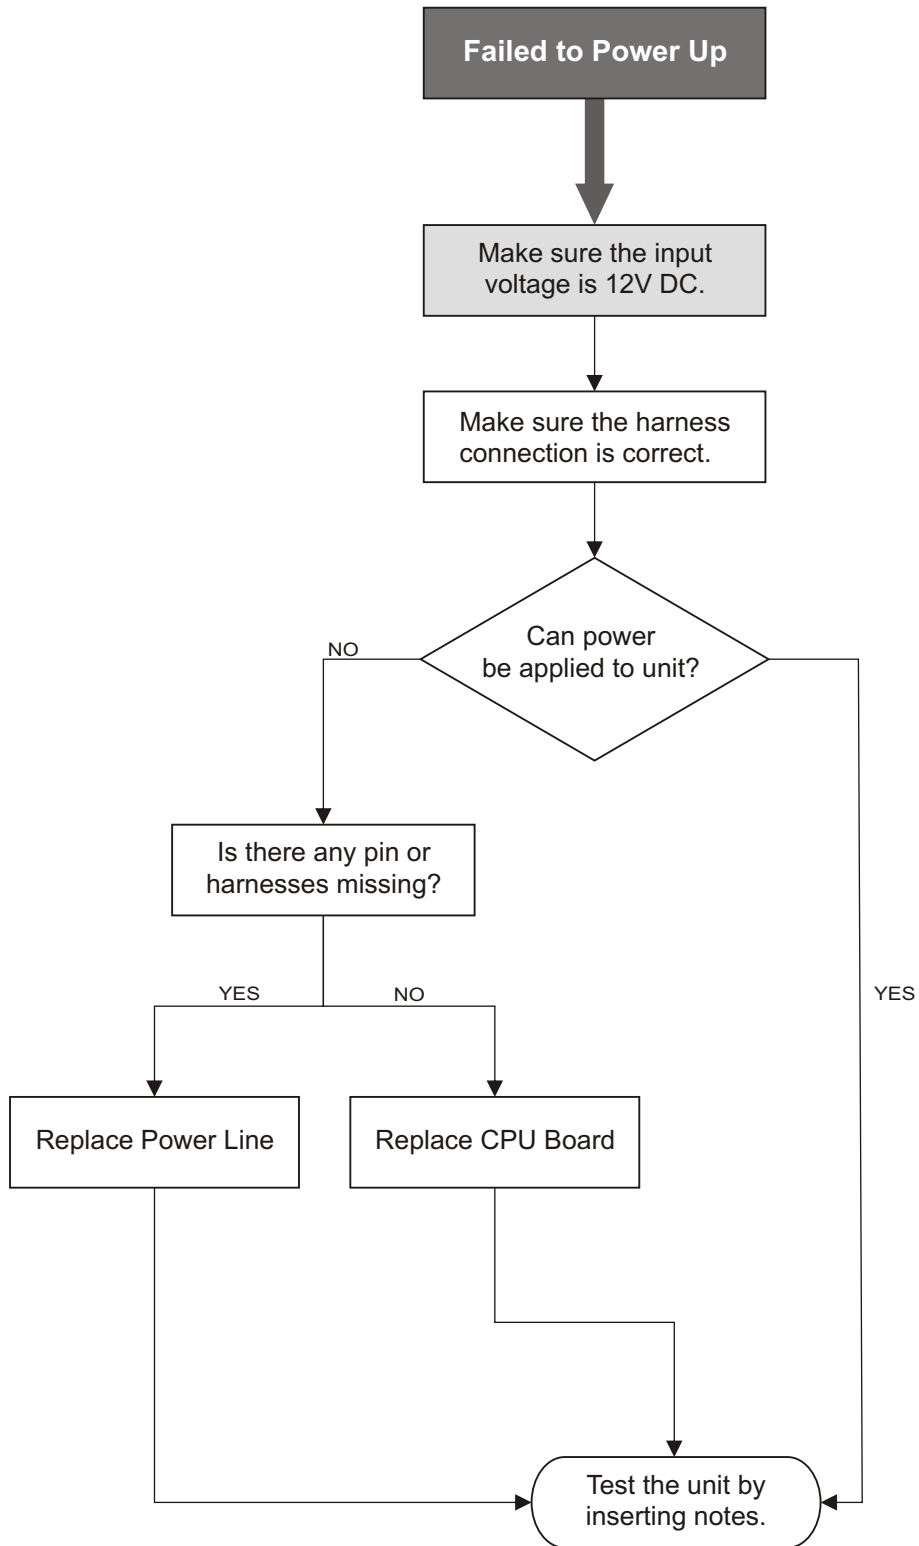 Failed to Power Up
Make sure the input
voltage is 12V DC.
Make sure the harness
connection is correct.
Can power
be applied to unit?
NO
Is there any pin or
harnesses missing?
YES
NO
YES
Replace Power Line
Replace CPU Board
Test the unit by
inserting notes.